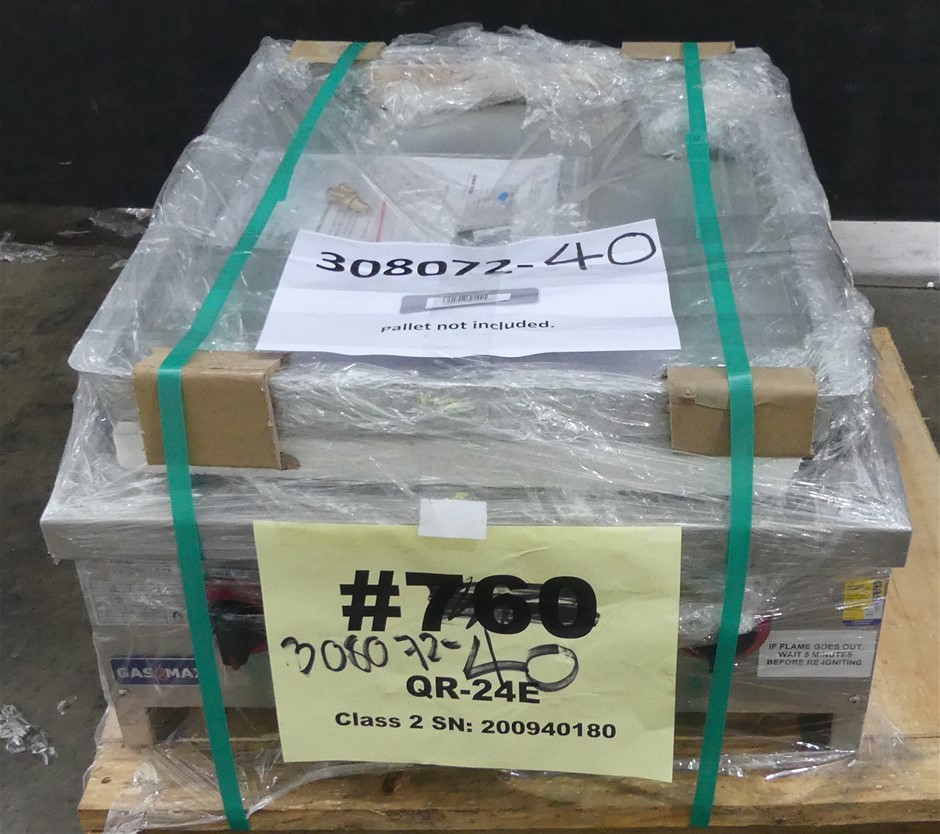 308072-40
pallet not included.
#760
308072-40
QR-24E
Class 2 SN: 200940180
GASMAX
IF FLAME GOES OUT,
WAIT 5 MINUTES
BEFORE RE-IGNITING